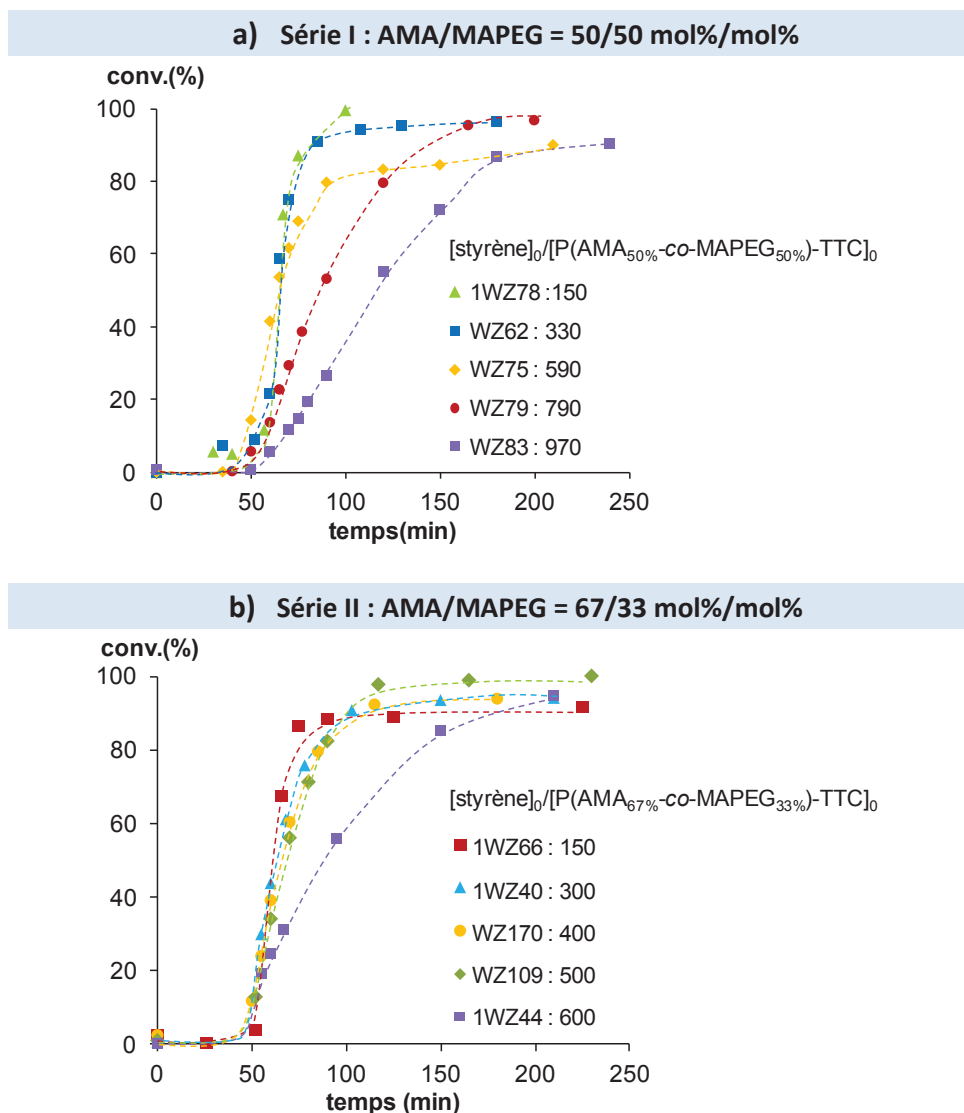 a) Série I : AMA/MAPEG = 50/50 mol%/mol%
conv.(%)
100
80
60
40
20
0
[styrène]0/[P(AMA50%-co-MAPEG50%)-TTC]0
1WZ78 :150
WZ62 : 330
WZ75 : 590
WZ79 : 790
WZ83 : 970
0 50 100 150 200 250
temps(min)
b) Série II : AMA/MAPEG = 67/33 mol%/mol%
conv.(%)
100
80
60
40
20
0
[styrène]0/[P(AMA67%-co-MAPEG33%)-TTC]0
1WZ66 : 150
1WZ40 : 300
WZ170 : 400
WZ109 : 500
1WZ44 : 600
0 50 100 150 200 250
temps (min)